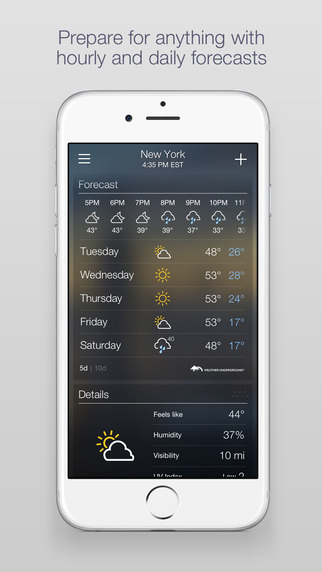 Prepare for anything with
hourly and daily forecasts
New York
4:35 PM EST
Forecast
5PM 6PM 7PM 8PM 9PM 10PM 11P
43° 43° 39° 39° 37° 33° 33
Tuesday 48° 26°
Wednesday 53° 28°
Thursday 53° 24°
Friday 53° 17°
Saturday 40 48° 17°
5d | 10d WEATHER UNDERGROUND
Details
Feels like 44°
Humidity 37%
Visibility 10 mi
UV Index Low 2